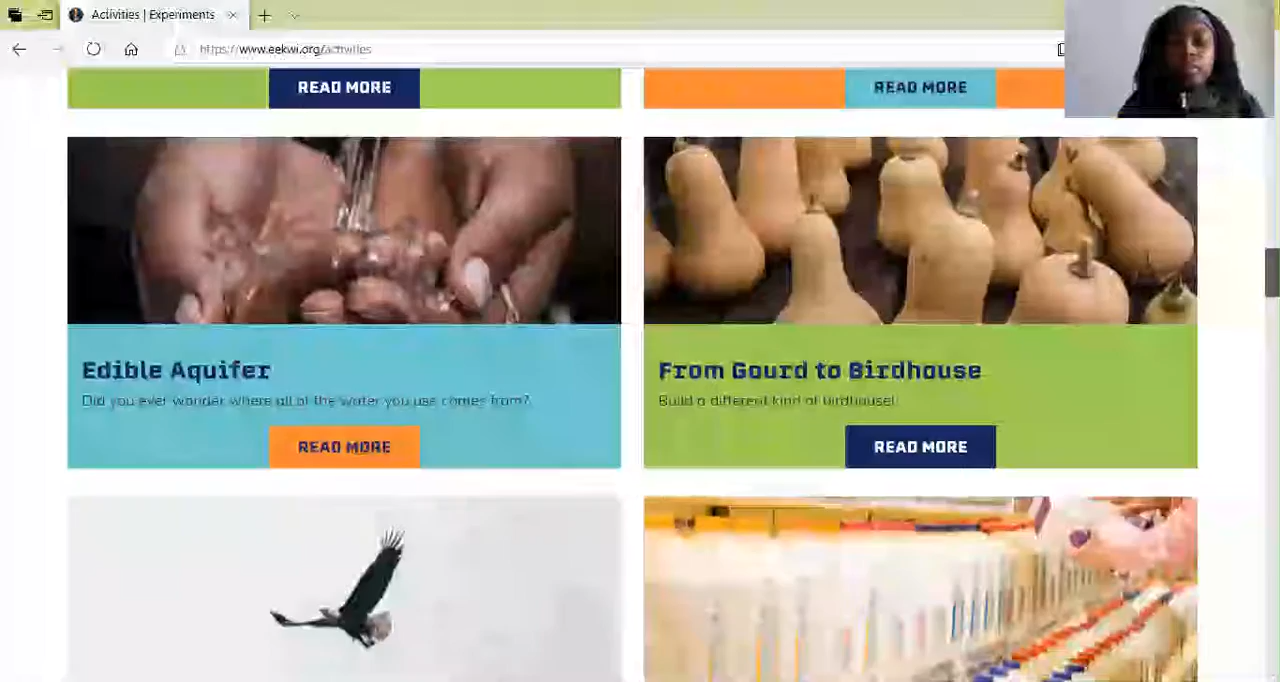 Activities | Experiments
https://www.eekwi.org/activities
READ MORE
READ MORE
Edible Aquifer
Did you ever wonder where all of the water you use comes from?
READ MORE
From Gourd to Birdhouse
Build a different kind of birdhouse!
READ MORE